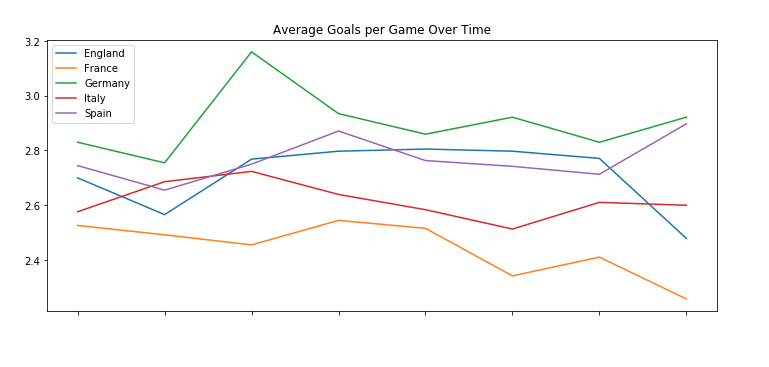 Average Goals per Game Over Time
3.2
3.0
2.8
2.6
2.4
England
France
Germany
Italy
Spain